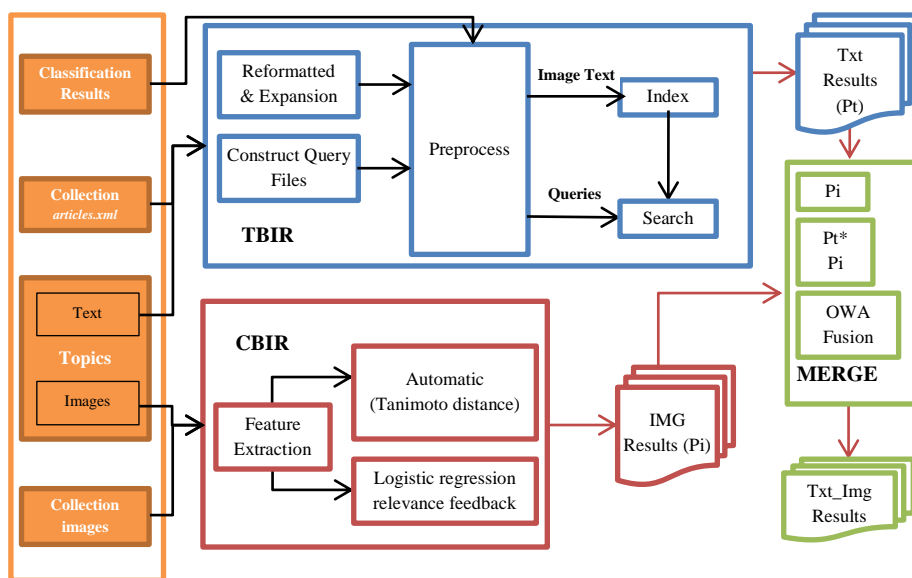 Classification
Results
Collection
articles.xml
Text
Topics
Images
Collection
images
Reformatted
& Expansion
Construct Query
Files
TBIR
Preprocess
Image Text
Index
Queries
Search
CBIR
Feature
Extraction
Automatic
(Tanimoto distance)
Logistic regression
relevance feedback
IMG
Results (Pi)
Txt
Results
(Pt)
Pi
Pt*
Pi
OWA
Fusion
MERGE
Txt_Img
Results